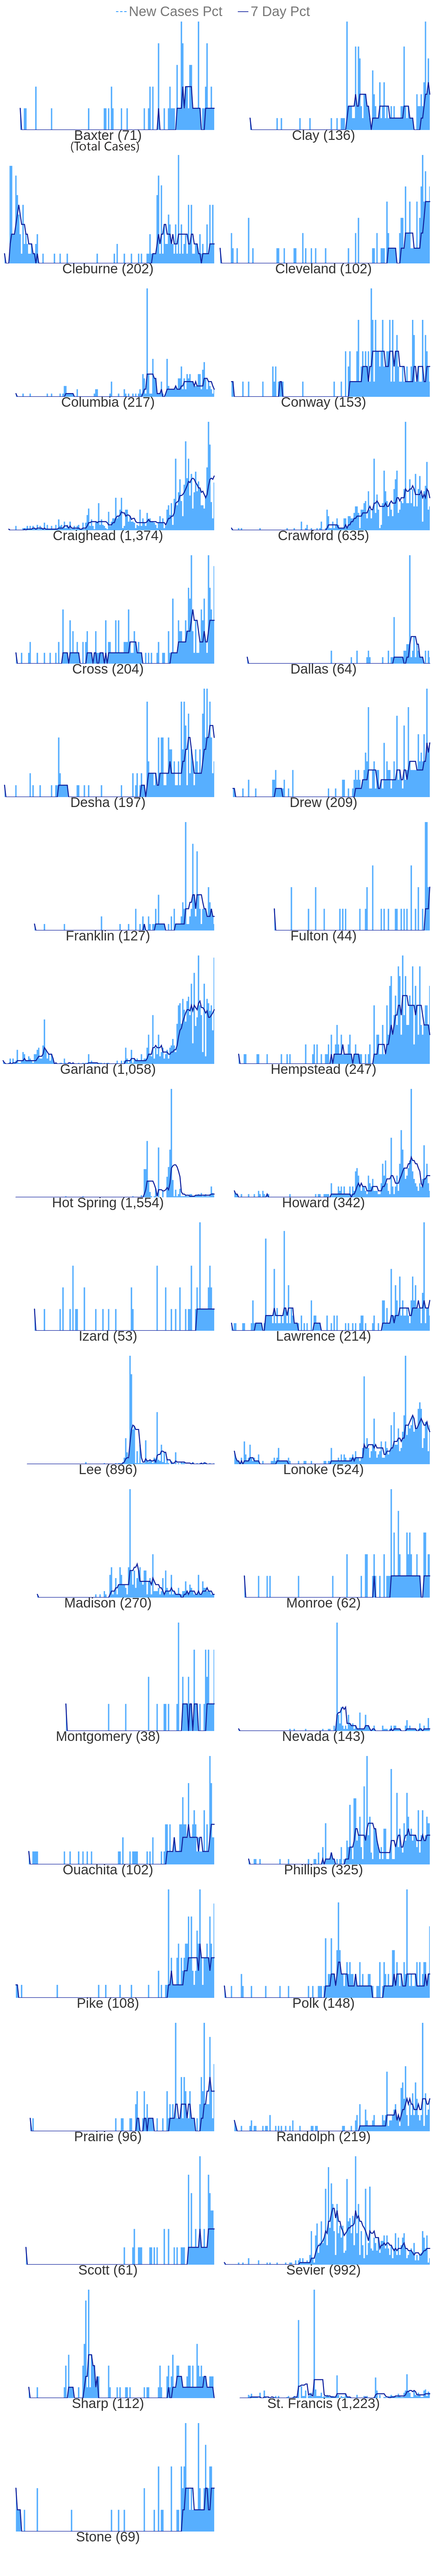 New Cases Pct 7 Day Pct
Baxter (71) Clay (136)
(Total Cases)
Cleburne (202) Cleveland (102)
Columbia (217) Conway (153)
Craighead (1,374) Crawford (635)
Cross (204) Dallas (64)
Desha (197) Drew (209)
Franklin (127) Fulton (44)
Garland (1,058) Hempstead (247)
Hot Spring (1,554) Howard (342)
Izard (53) Lawrence (214)
Lee (896) Lonoke (524)
Madison (270) Monroe (62)
Montgomery (38) Nevada (143)
Ouachita (102) Phillips (325)
Pike (108) Polk (148)
Prairie (96) Randolph (219)
Scott (61) Sevier (992)
Sharp (112) St. Francis (1,223)
Stone (69)